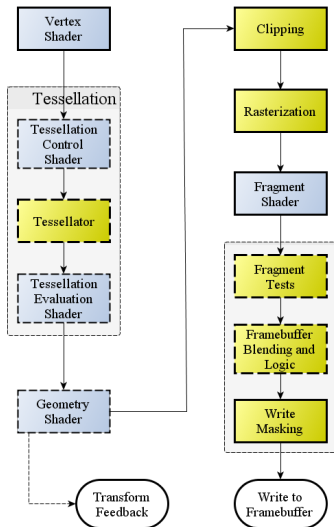 Vertex
Shader
Tessellation
Tessellation
Control
Shader
Tessellator
Tessellation
Evaluation
Shader
Geometry
Shader
Transform
Feedback
Clipping
Rasterization
Fragment
Shader
Fragment
Tests
Framebuffer
Blending and
Logic
Write
Masking
Write to
Framebuffer